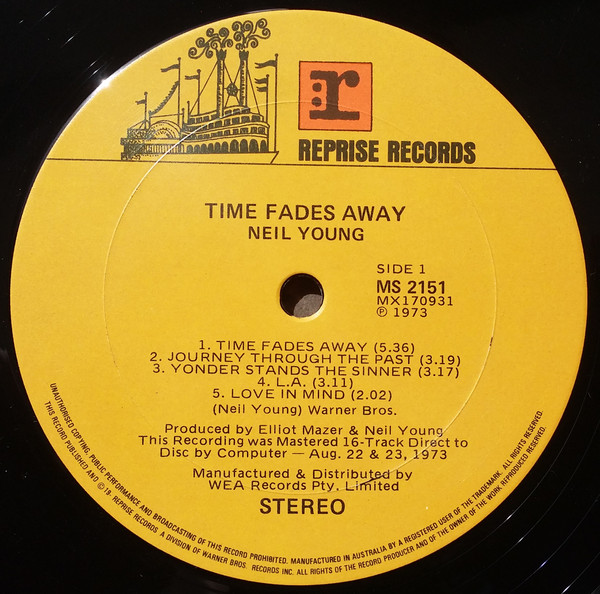 r
REPRISE RECORDS
TIME FADES AWAY
NEIL YOUNG
SIDE 1
MS 2151
MX170931
℗ 1973
1. TIME FADES AWAY (5.36)
2. JOURNEY THROUGH THE PAST (3.19)
3. YONDER STANDS THE SINNER (3.17)
4. L.A. (3.11)
5. LOVE IN MIND (2.02)
(Neil Young) Warner Bros.
Produced by Elliot Mazer & Neil Young
This Recording was Mastered 16-Track Direct to
Disc by Computer — Aug. 22 & 23, 1973
Manufactured & Distributed by
WEA Records Pty. Limited
STEREO
UNAUTHORISED COPYING, PUBLIC PERFORMANCE AND BROADCASTING OF THIS RECORD PROHIBITED. MANUFACTURED IN AUSTRALIA BY A REGISTERED USER OF THE TRADEMARK. ALL RIGHTS RESERVED.
THIS RECORD PUBLISHED AND ©19- REPRISE RECORDS A DIVISION OF WARNER BROS. RECORDS INC. ALL RIGHTS OF THE RECORD PRODUCER AND OF THE OWNER OF THE WORK R/PRODUCED RESERVED.